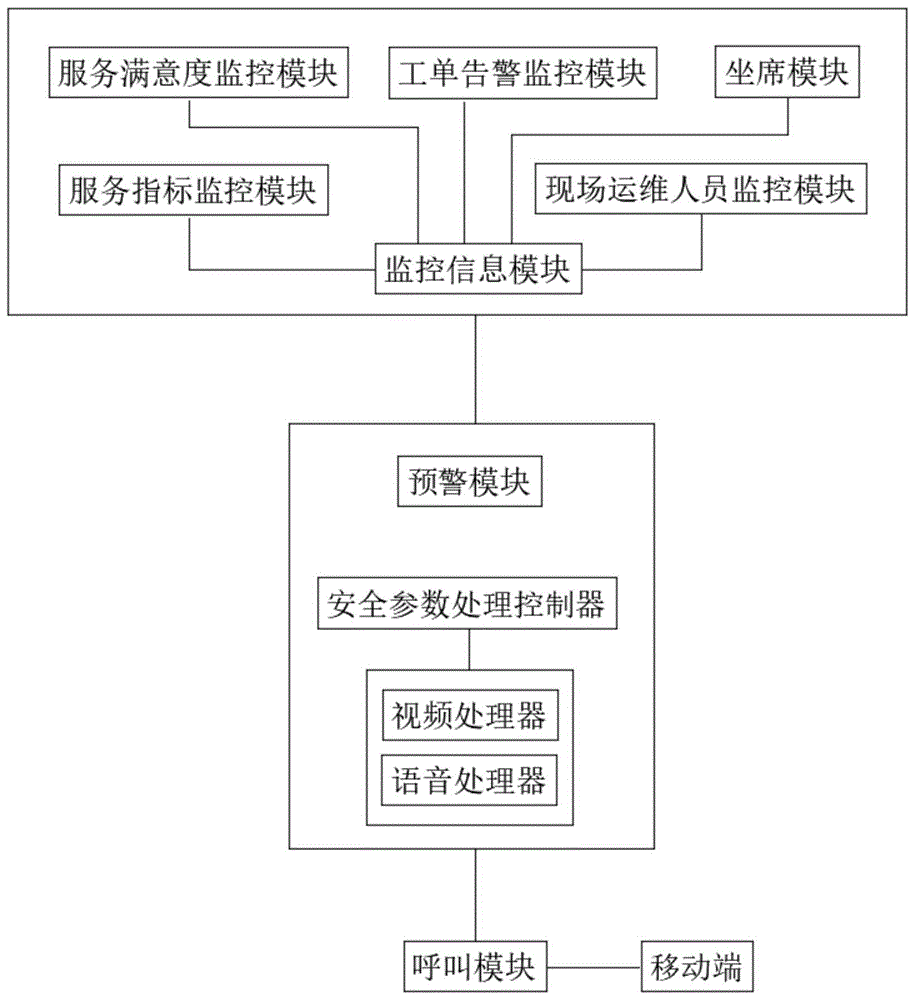 服务满意度监控模块
工单告警监控模块
坐席模块
服务指标监控模块
现场运维人员监控模块
监控信息模块
预警模块
安全参数处理控制器
视频处理器
语音处理器
呼叫模块
移动端